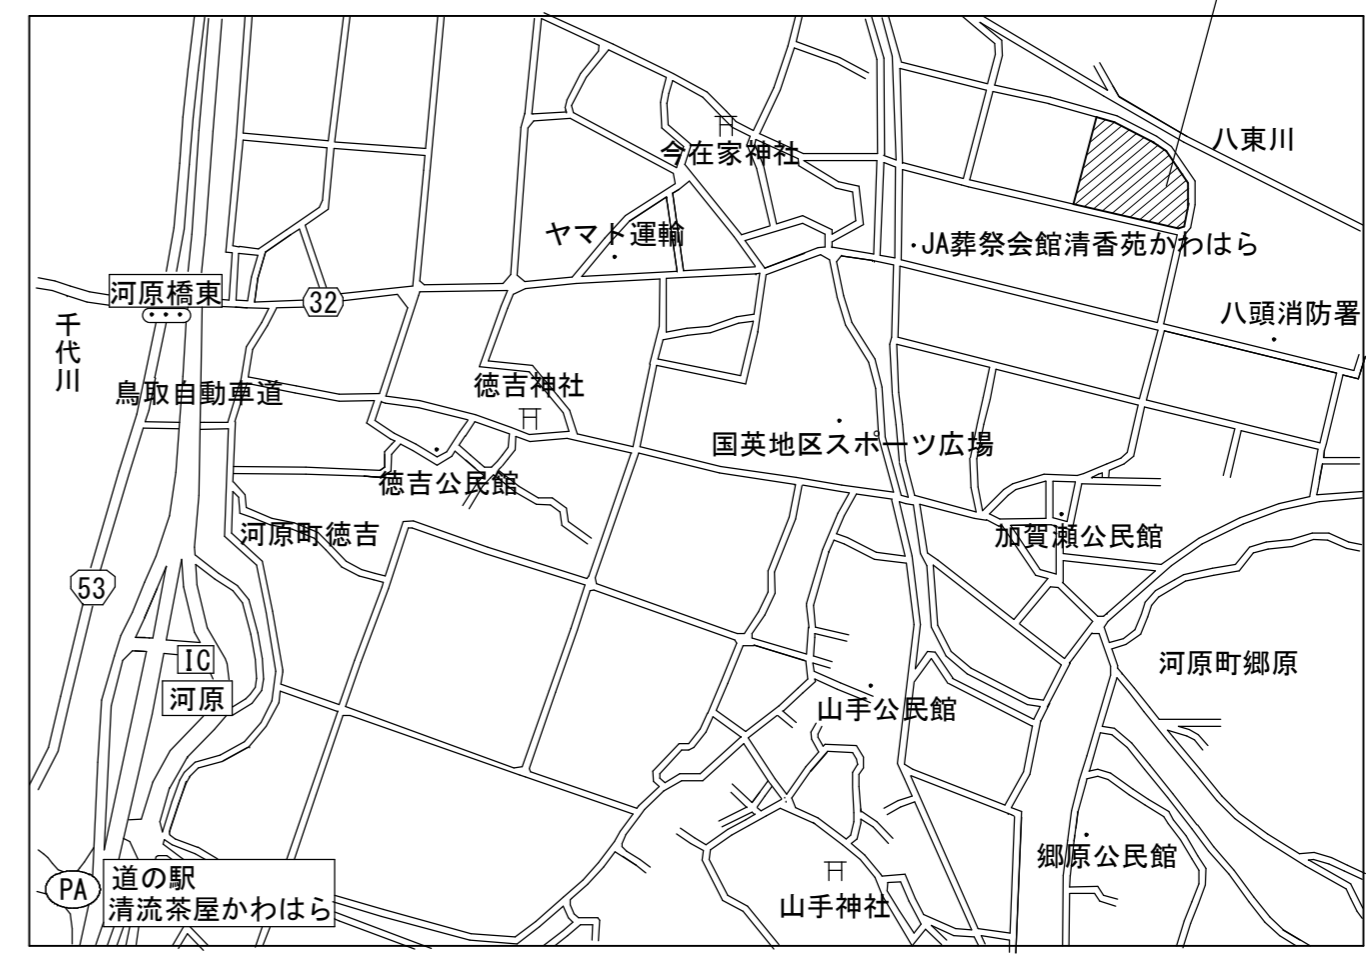 八東川
今在家神社
ヤマト運輸
JA葬祭会館清香苑かわはら
河原橋東
32
八頭消防署
千代川
鳥取自動車道
徳吉神社
国英地区スポーツ広場
徳吉公民館
河原町徳吉
加賀瀬公民館
53
IC
河原
河原町郷原
山手公民館
郷原公民館
PA
道の駅
清流茶屋かわはら
山手神社